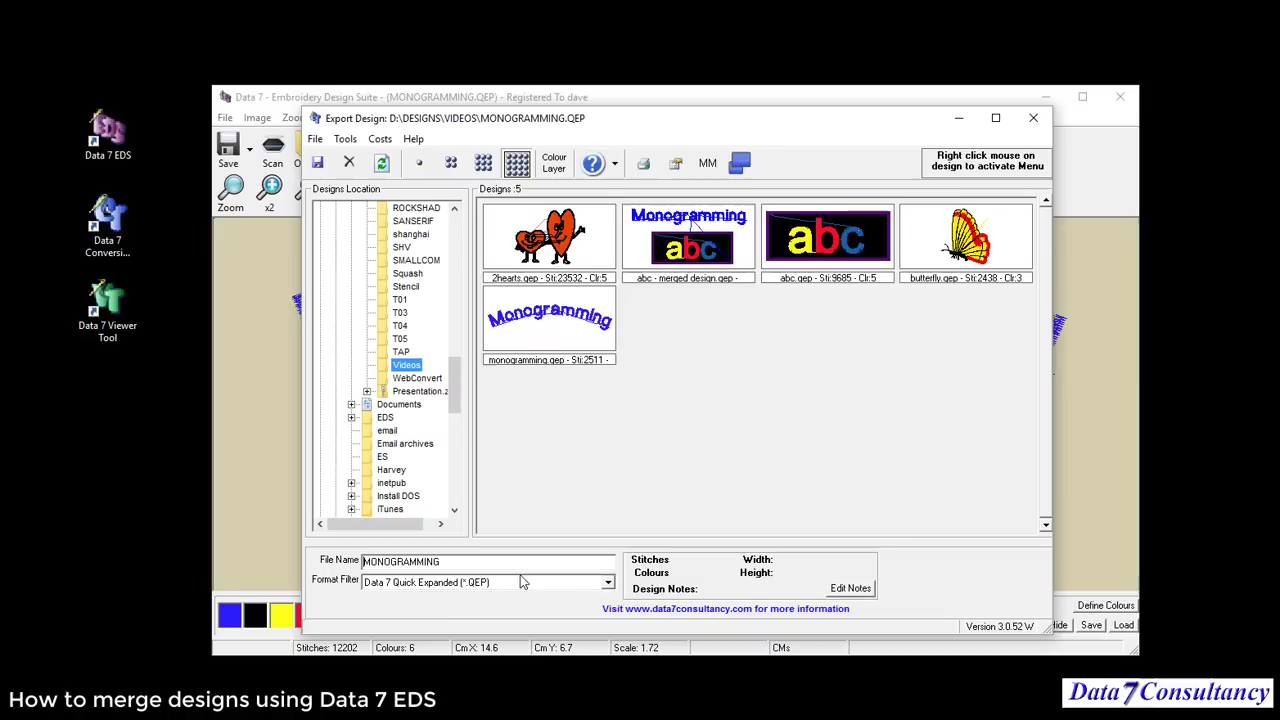 Data 7 EDS
Data 7
Conversi...
Data 7 Viewer
Tool
Data 7 - Embroidery Design Suite - (MONOGRAMMING.QEP) - Registered To dave
File Image Zoo
Save Scan O
Zoom x2
Export Design: D:\DESIGNS\VIDEOS\MONOGRAMMING.QEP
File Tools Costs Help
Colour
Layer
MM
Right click mouse on
design to activate Menu
Designs Location
ROCKSHAD
SANSERIF
shanghai
SHV
SMALLCOM
Squash
Stencil
T01
T03
T04
T05
TAP
Videos
WebConvert
Presentation.z
Documents
EDS
email
Email archives
ES
Harvey
inetpub
Install DOS
iTunes
Designs :5
Monogramming
abc
abc
2hearts.qep - Sti:23532 - Clr:5
abc - merged design.qep -
abc.qep - Sti:9685 - Clr:5
butterfly.qep - Sti:2438 - Clr:3
Monogramming
monogramming.qep - Sti:2511 -
File Name MONOGRAMMING
Format Filter Data 7 Quick Expanded (*.QEP)
Stitches Width:
Colours Height:
Design Notes: Edit Notes
Visit www.data7consultancy.com for more information
Version 3.0.52 W
Define Colours
ide Save Load
Stitches: 12202 Colours: 6 Cm X: 14.6 Cm Y: 6.7 Scale: 1.72 CMs
How to merge designs using Data 7 EDS
Data7Consultancy